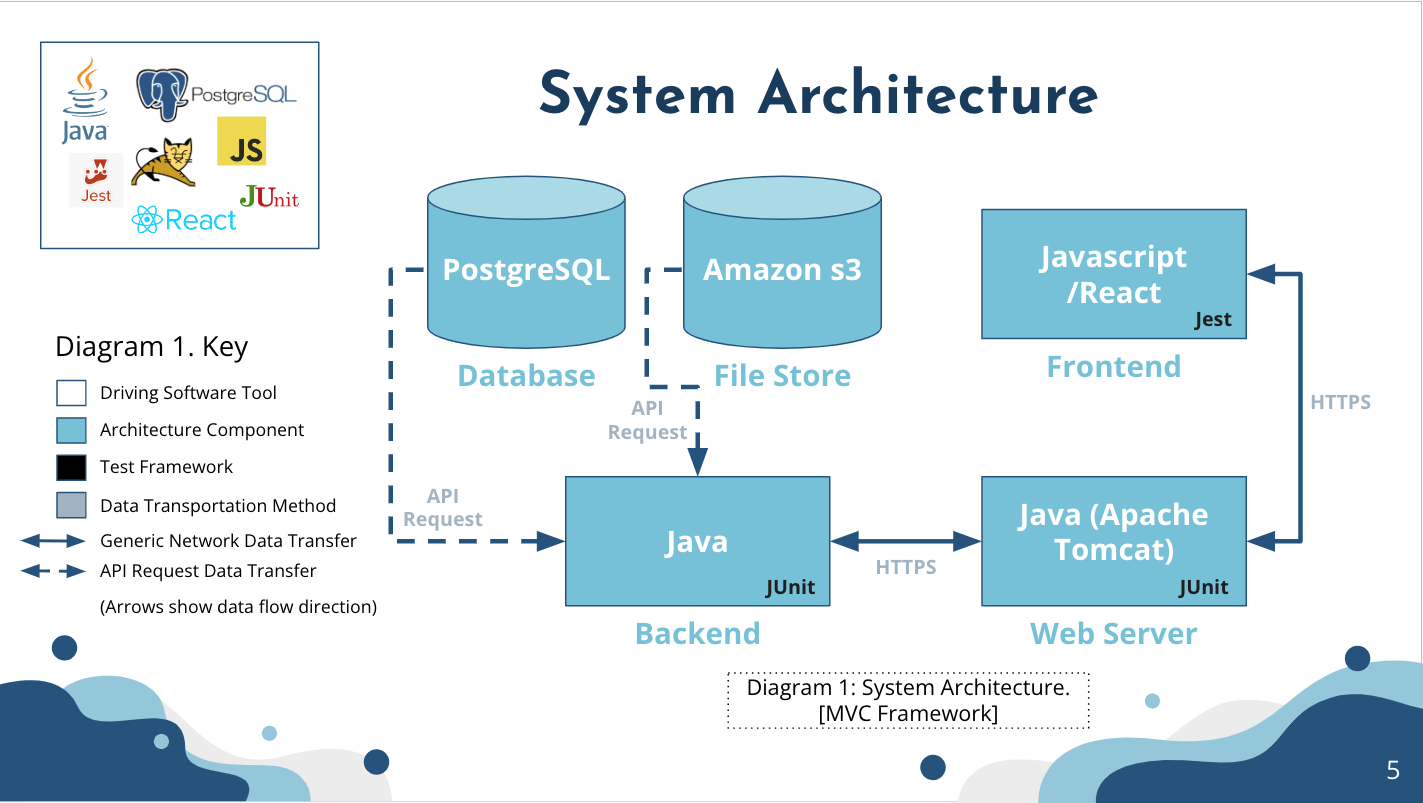 Java
PostgreSQL
JS
Jest
JUnit
React
System Architecture
PostgreSQL
Database
Amazon s3
File Store
Javascript
/React
Jest
Frontend
HTTPS
API
Request
API
Request
Java
JUnit
Backend
HTTPS
Java (Apache
Tomcat)
JUnit
Web Server
Diagram 1. Key
Driving Software Tool
Architecture Component
Test Framework
Data Transportation Method
Generic Network Data Transfer
API Request Data Transfer
(Arrows show data flow direction)
Diagram 1: System Architecture.
[MVC Framework]
5